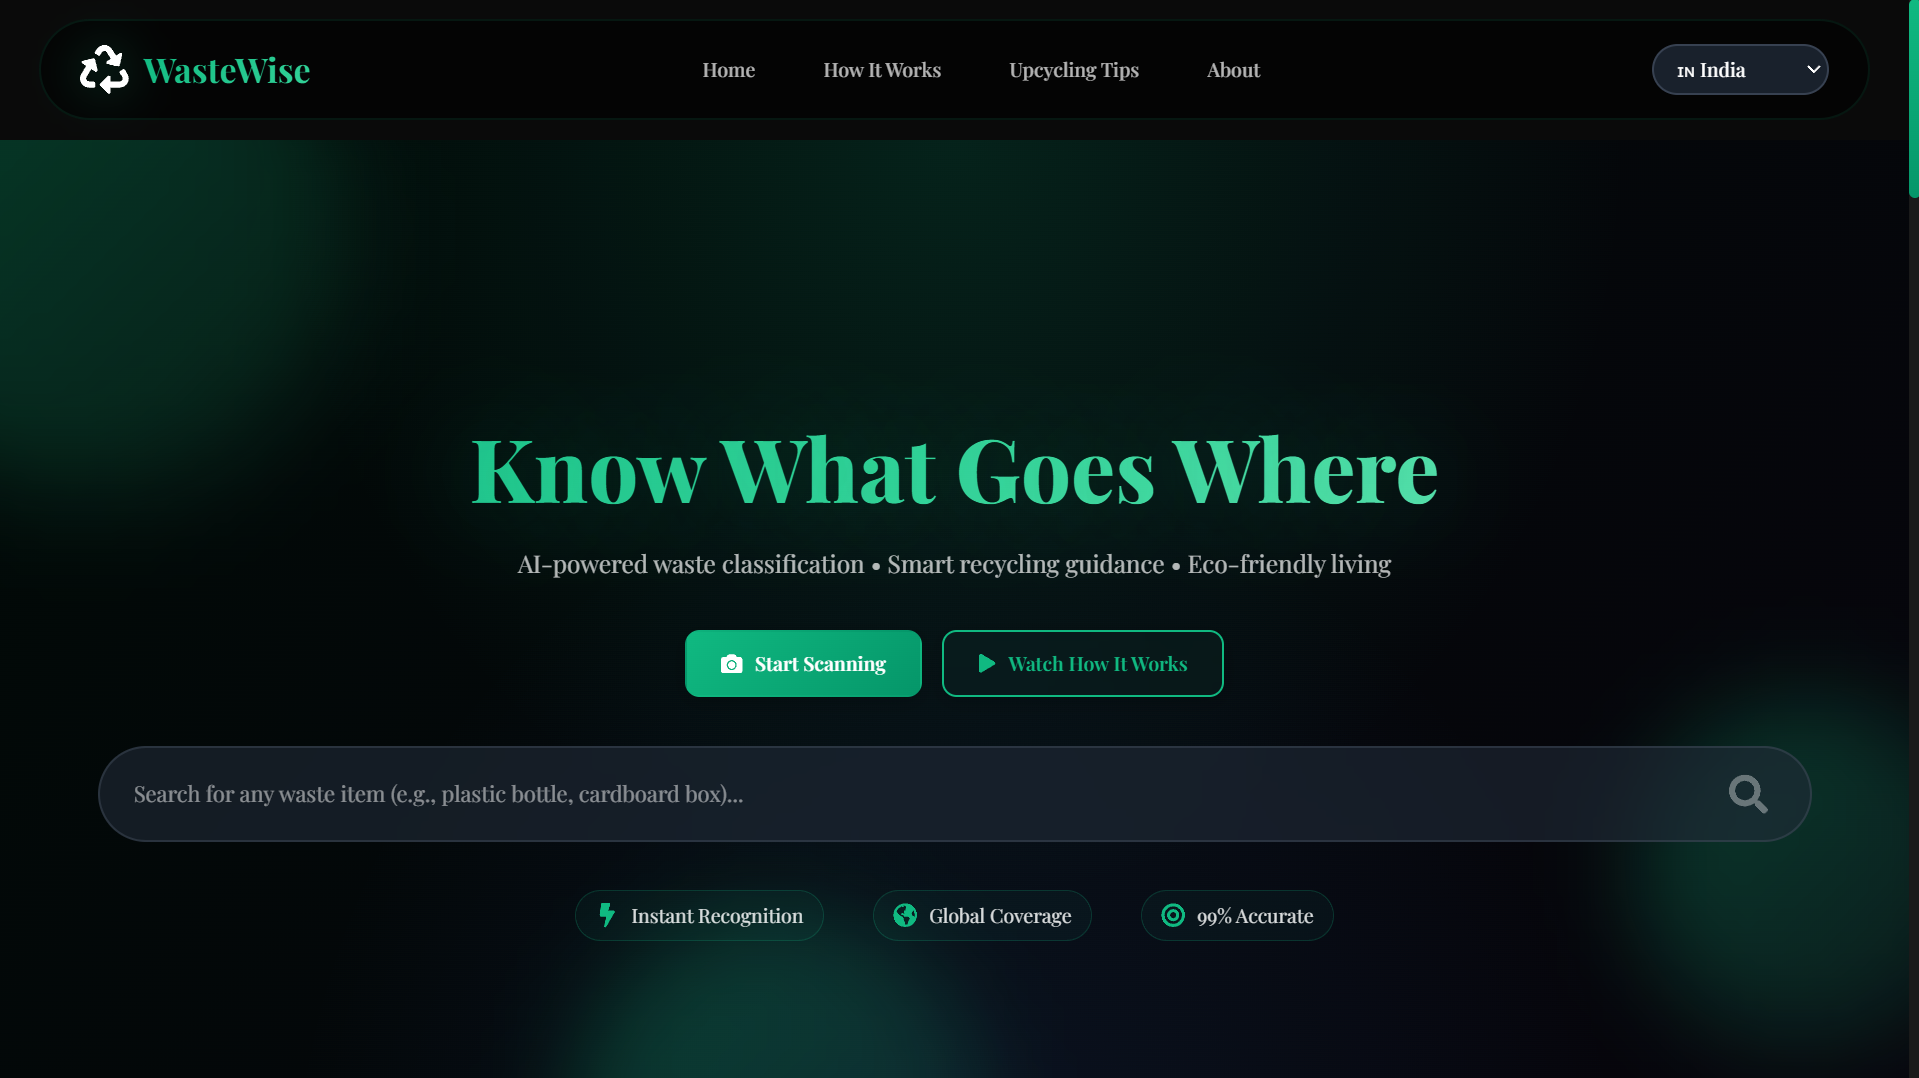 WasteWise
Home
How It Works
Upcycling Tips
About
IN India
Know What Goes Where
AI-powered waste classification • Smart recycling guidance • Eco-friendly living
Start Scanning
Watch How It Works
Search for any waste item (e.g., plastic bottle, cardboard box)...
Instant Recognition
Global Coverage
99% Accurate